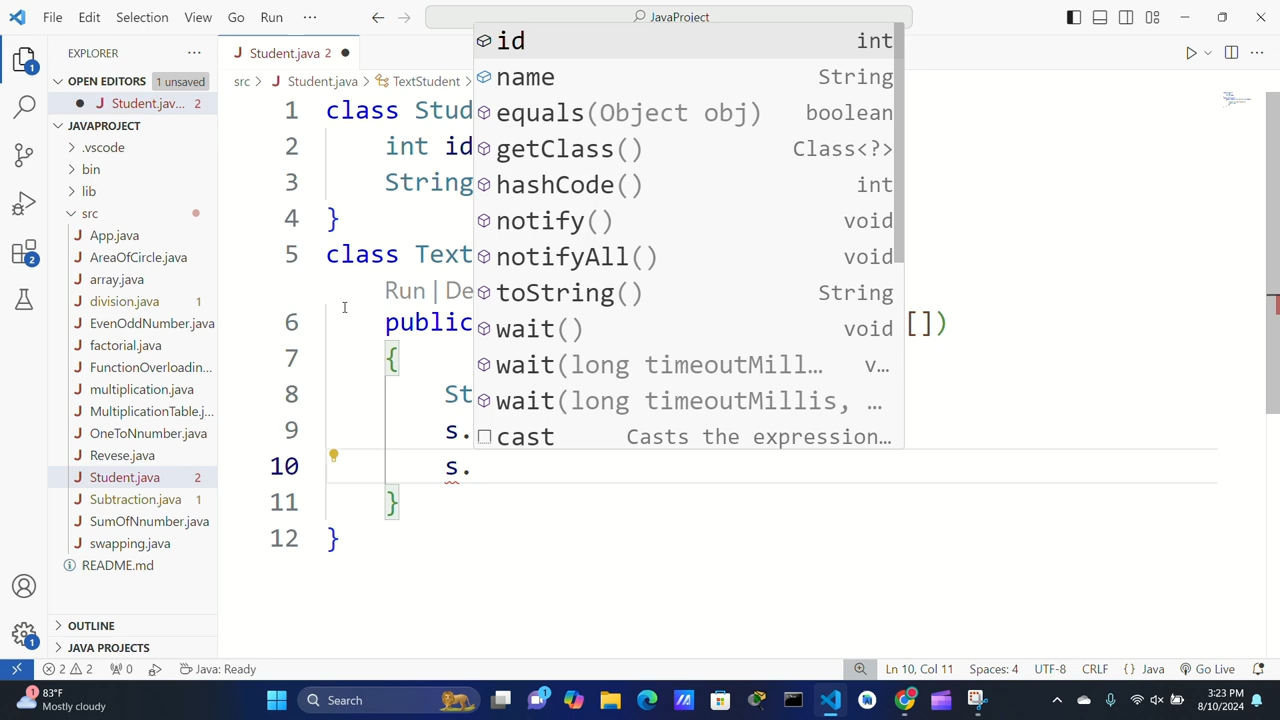 File Edit Selection View Go Run ··· JavaProject
EXPLORER ···
OPEN EDITORS 1 unsaved
Student.jav... 2
JAVAPROJECT
.vscode
bin
lib
src
J App.java
J AreaOfCircle.java
J array.java
J division.java 1
J EvenOddNumber.java
J factorial.java
J FunctionOverloadin...
J multiplication.java
J MultiplicationTable.j...
J OneToNnumber.java
J Revese.java
J Student.java 2
J Subtraction.java 1
J SumOfNnumber.java
J swapping.java
README.md
OUTLINE
JAVA PROJECTS
J Student.java 2
src > J Student.java > TextStudent >
1 class Stud
2 int id
3 String
4 }
5 class Text
Run | De
6 public [])
7 {
8 St
9 s.
10 s.
11 }
12 }
id int
name String
equals(Object obj) boolean
getClass() Class<?>
hashCode() int
notify() void
notifyAll() void
toString() String
wait() void
wait(long timeoutMill... v...
wait(long timeoutMillis, ...
cast Casts the expression...
2 2 0 Java: Ready Ln 10, Col 11 Spaces: 4 UTF-8 CRLF {} Java Go Live
1 83°F
Mostly cloudy
Search
1
3:23 PM
8/10/2024